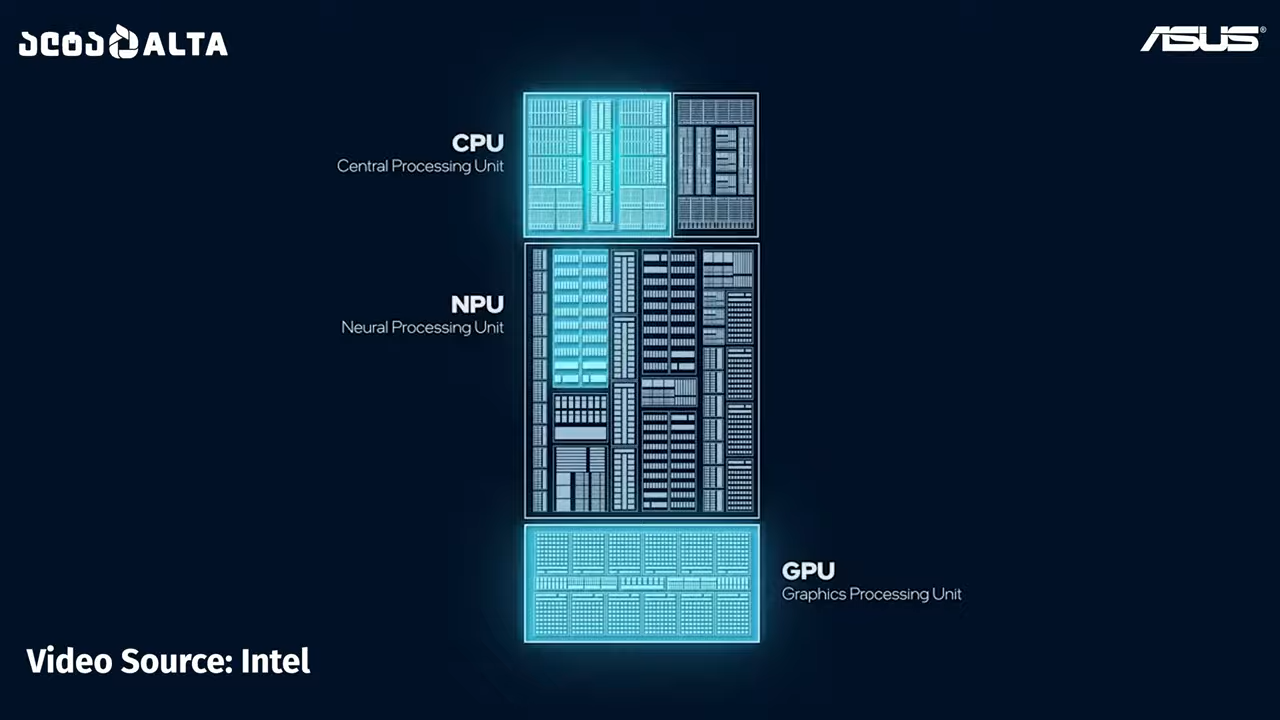 ალტა ALTA
ASUS®
CPU
Central Processing Unit
NPU
Neural Processing Unit
GPU
Graphics Processing Unit
Video Source: Intel